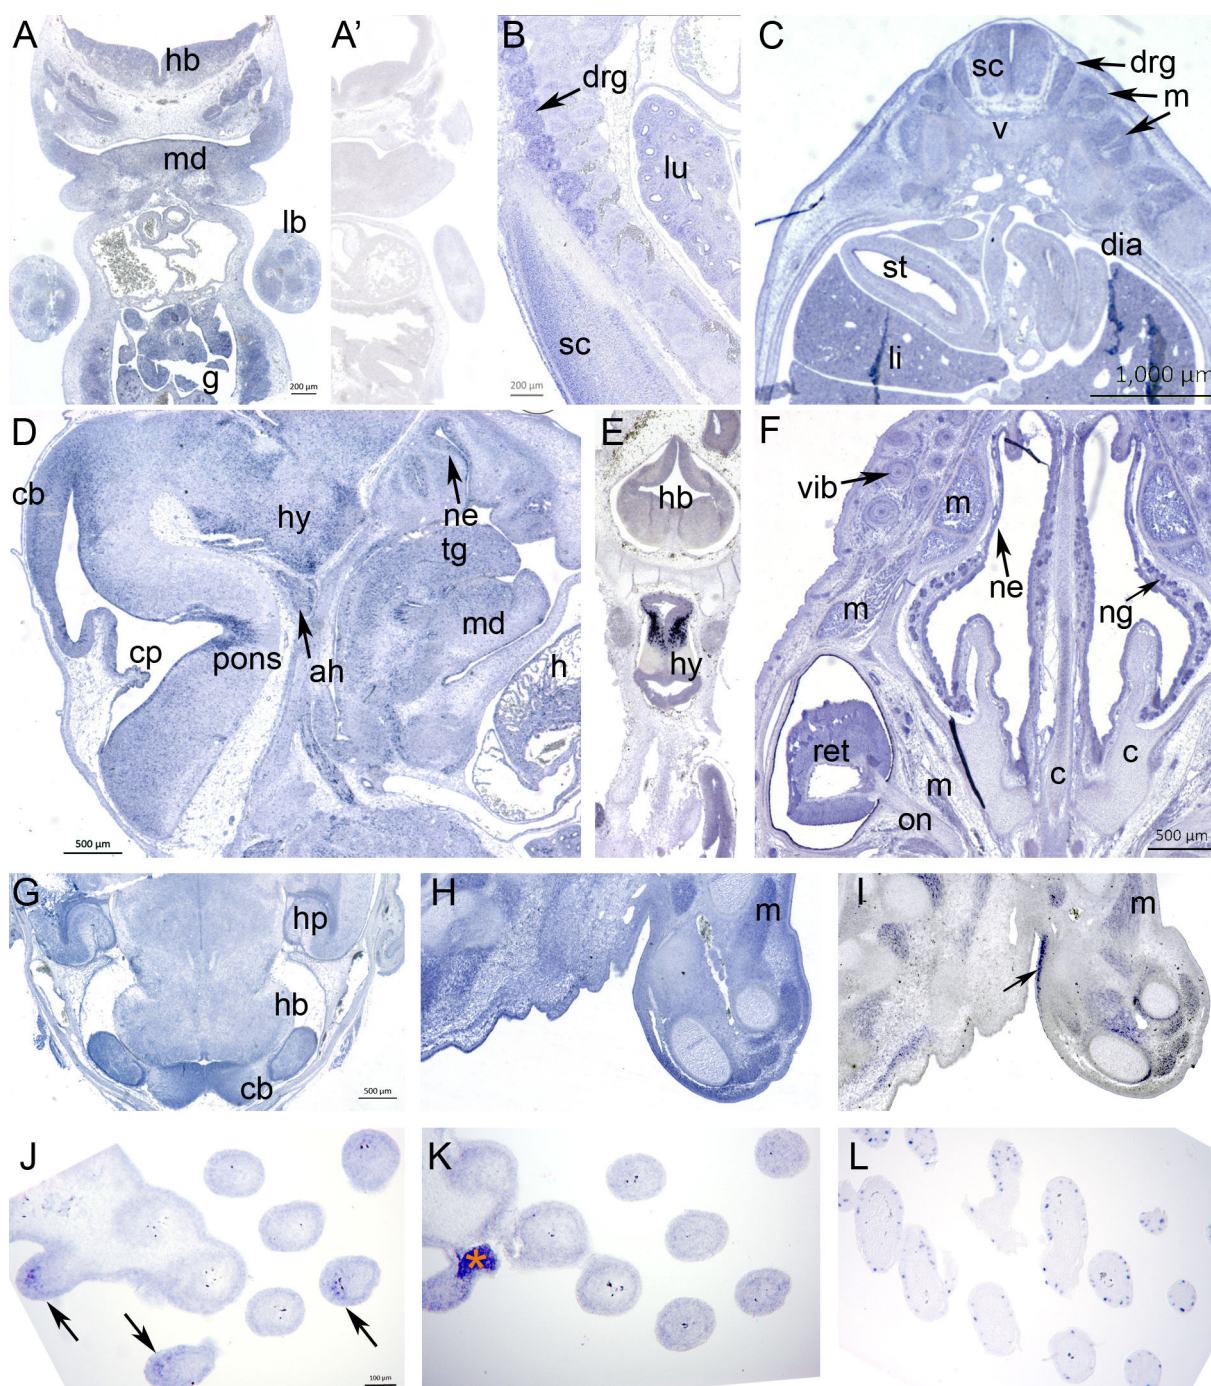 A
hb
md
lb
g
200 µm
A'
B
drg
lu
sc
200 µm
C
sc
drg
m
v
dia
st
li
1,000 µm
D
cb
hy
ne
tg
md
cp
pons
ah
h
500 µm
E
hb
hy
F
vib
m
ne
ng
m
ret
m
c
c
on
500 µm
G
hp
hb
cb
500 µm
H
m
I
m
J
100 µm
K
*
L